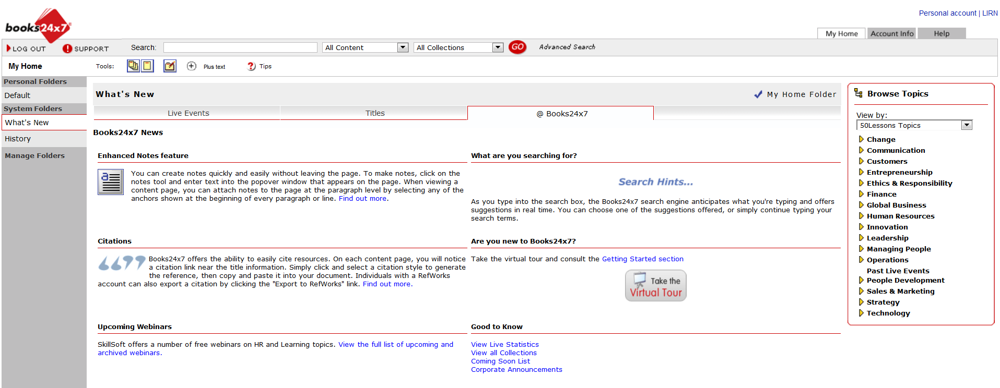 Personal account | LIRN
books24x7®
My Home
Account Info
Help
LOG OUT
SUPPORT
Search:
All Content
All Collections
GO
Advanced Search
My Home
Tools:
Plus text
Tips
Personal Folders
Default
System Folders
What's New
History
Manage Folders
What's New
My Home Folder
Live Events
Titles
@ Books24x7
Books24x7 News
Enhanced Notes feature
a
You can create notes quickly and easily without leaving the page. To make notes, click on the
notes tool and enter text into the popover window that appears on the page. When viewing a
content page, you can attach notes to the page at the paragraph level by selecting any of the
anchors shown at the beginning of every paragraph or line. Find out more.
What are you searching for?
Search Hints...
As you type into the search box, the Books24x7 search engine anticipates what you're typing and offers
suggestions in real time. You can choose one of the suggestions offered, or simply continue typing your
search terms.
Citations
Books24x7 offers the ability to easily cite resources. On each content page, you will notice
a citation link near the title information. Simply click and select a citation style to generate
the reference, then copy and paste it into your document. Individuals with a RefWorks
account can also export a citation by clicking the "Export to RefWorks" link. Find out more.
Are you new to Books24x7?
Take the virtual tour and consult the Getting Started section
Take the
Virtual Tour
Upcoming Webinars
SkillSoft offers a number of free webinars on HR and Learning topics. View the full list of upcoming and
archived webinars.
Good to Know
View Live Statistics
View all Collections
Coming Soon List
Corporate Announcements
Browse Topics
View by:
50Lessons Topics
Change
Communication
Customers
Entrepreneurship
Ethics & Responsibility
Finance
Global Business
Human Resources
Innovation
Leadership
Managing People
Operations
Past Live Events
People Development
Sales & Marketing
Strategy
Technology